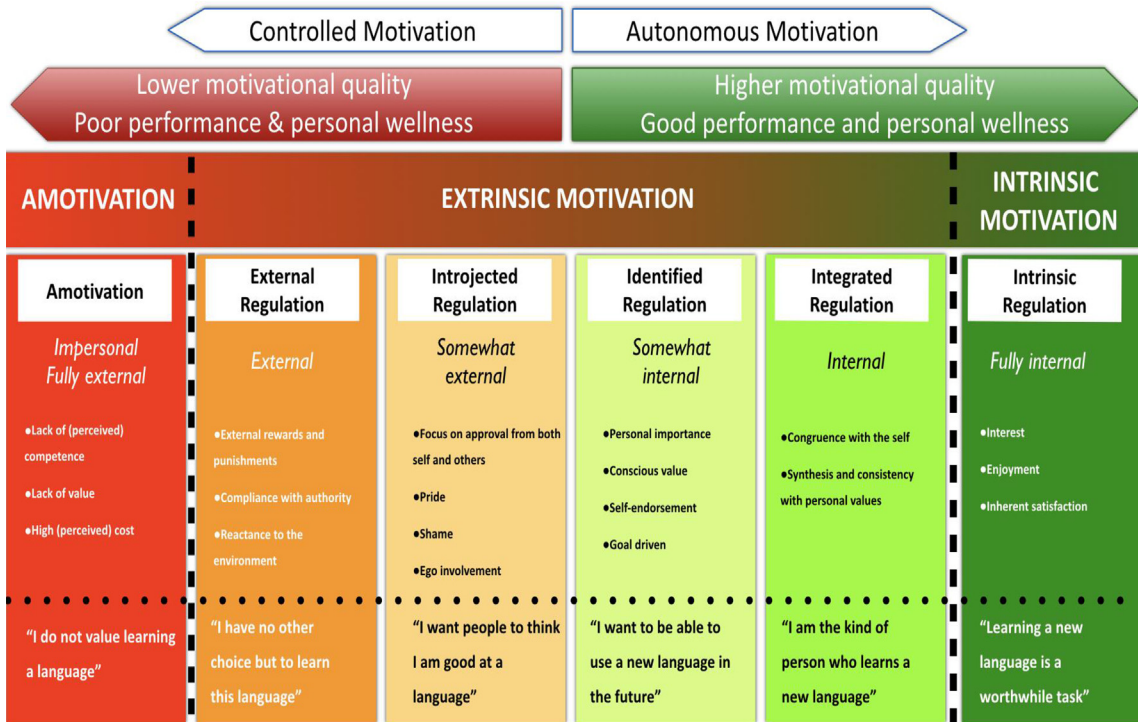 Controlled Motivation
Autonomous Motivation
Lower motivational quality
Poor performance & personal wellness
Higher motivational quality
Good performance and personal wellness
AMOTIVATION
EXTRINSIC MOTIVATION
INTRINSIC
MOTIVATION
Amotivation
Impersonal
Fully external
●Lack of (perceived)
competence
●Lack of value
●High (perceived) cost
"I do not value learning
a language"
External
Regulation
External
●External rewards and
punishments
●Compliance with authority
●Reactance to the
environment
"I have no other
choice but to learn
this language"
Introjected
Regulation
Somewhat
external
●Focus on approval from both
self and others
●Pride
●Shame
●Ego involvement
"I want people to think
I am good at a
language"
Identified
Regulation
Somewhat
internal
●Personal importance
●Conscious value
●Self-endorsement
●Goal driven
"I want to be able to
use a new language in
the future"
Integrated
Regulation
Internal
●Congruence with the self
●Synthesis and consistency
with personal values
"I am the kind of
person who learns a
new language"
Intrinsic
Regulation
Fully internal
●Interest
●Enjoyment
●Inherent satisfaction
"Learning a new
language is a
worthwhile task"